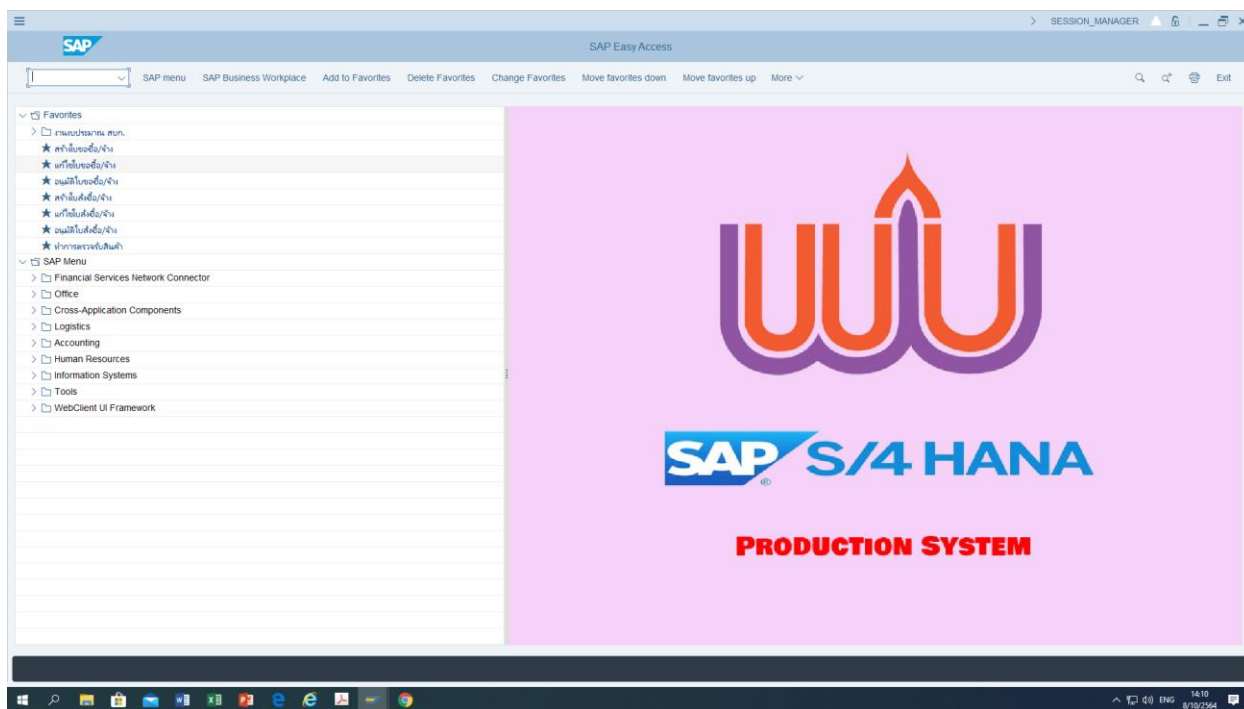 SESSION_MANAGER
SAP
SAP Easy Access
SAP menu SAP Business Workplace Add to Favorites Delete Favorites Change Favorites Move favorites down Move favorites up More Exit
Favorites
งานงบประมาณ สบก.
สร้างใบขอซื้อ/จ้าง
แก้ไขใบขอซื้อ/จ้าง
อนุมัติใบขอซื้อ/จ้าง
สร้างใบสั่งซื้อ/จ้าง
แก้ไขใบสั่งซื้อ/จ้าง
อนุมัติใบสั่งซื้อ/จ้าง
ทำการตรวจรับสินค้า
SAP Menu
Financial Services Network Connector
Office
Cross-Application Components
Logistics
Accounting
Human Resources
Information Systems
Tools
WebClient UI Framework
SAP S/4 HANA
PRODUCTION SYSTEM
ENG 14:10
8/10/2564